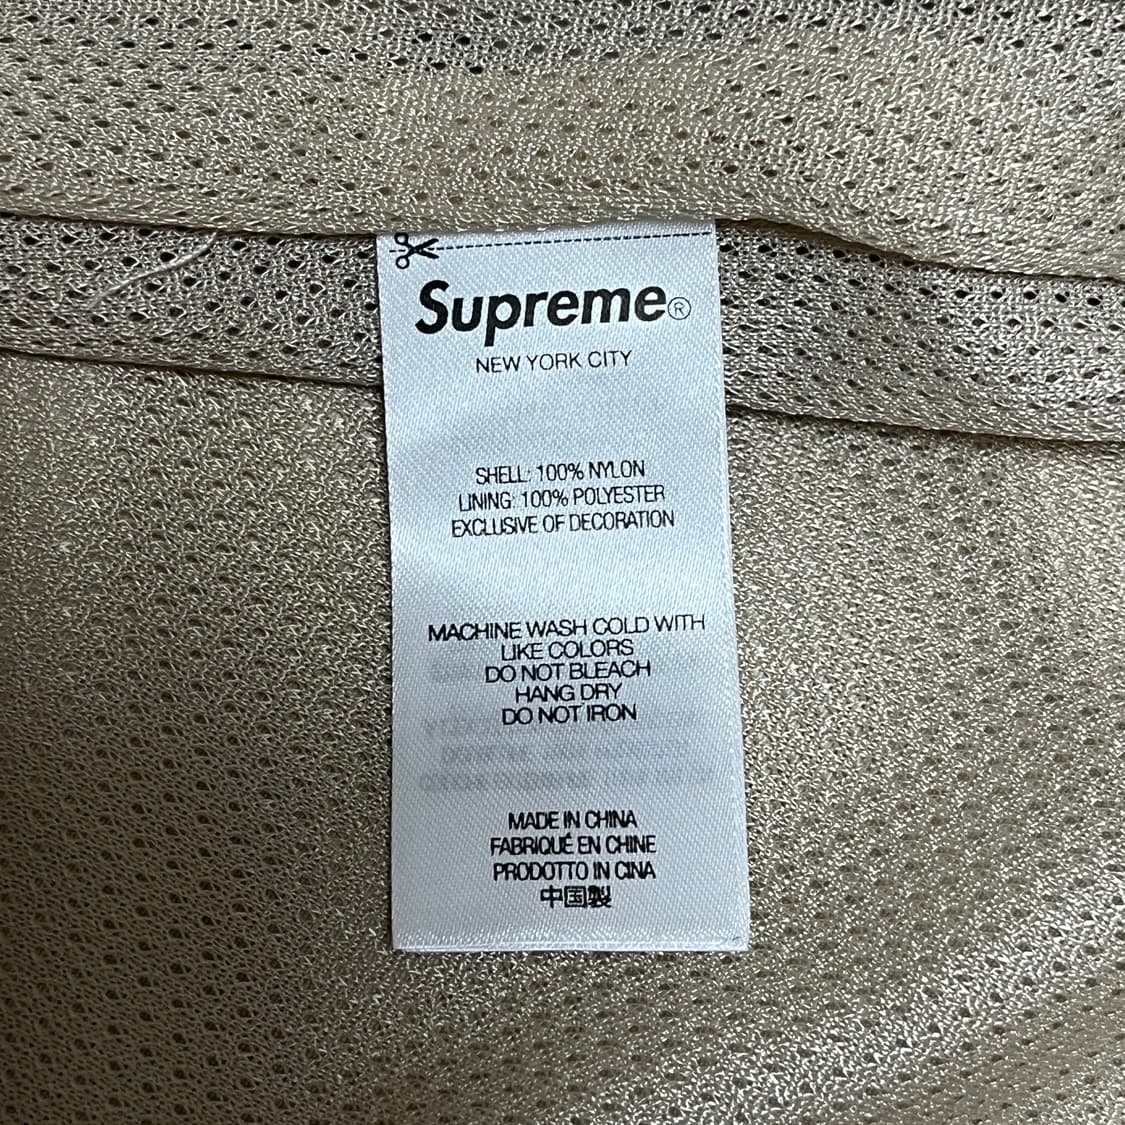 Supreme®
NEW YORK CITY
SHELL: 100% NYLON
LINING: 100% POLYESTER
EXCLUSIVE OF DECORATION
MACHINE WASH COLD WITH
LIKE COLORS
DO NOT BLEACH
HANG DRY
DO NOT IRON
MADE IN CHINA
FABRIQUÉ EN CHINE
PRODOTTO IN CINA
中国製